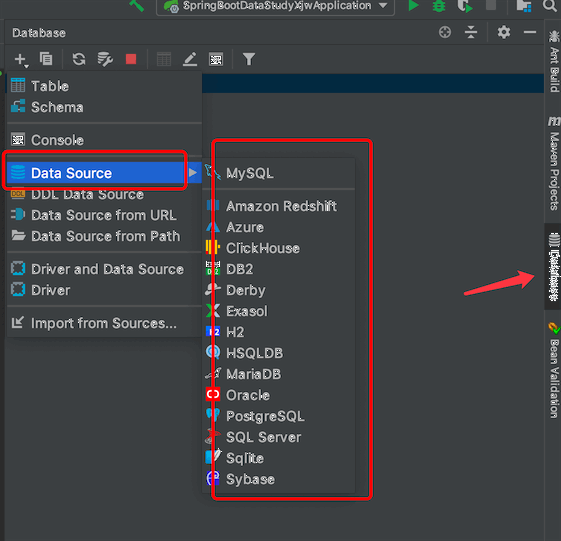 SpringBootDataStudyXjwApplication
Database
Table
Schema
Console
Data Source
DDL Data Source
Data Source from URL
Data Source from Path
Driver and Data Source
Driver
Import from Sources...
MySQL
Amazon Redshift
Azure
ClickHouse
DB2
Derby
Exasol
H2
HSQLDB
MariaDB
Oracle
PostgreSQL
SQL Server
Sqlite
Sybase
Ant Build
Maven Projects
Database
Bean Validation